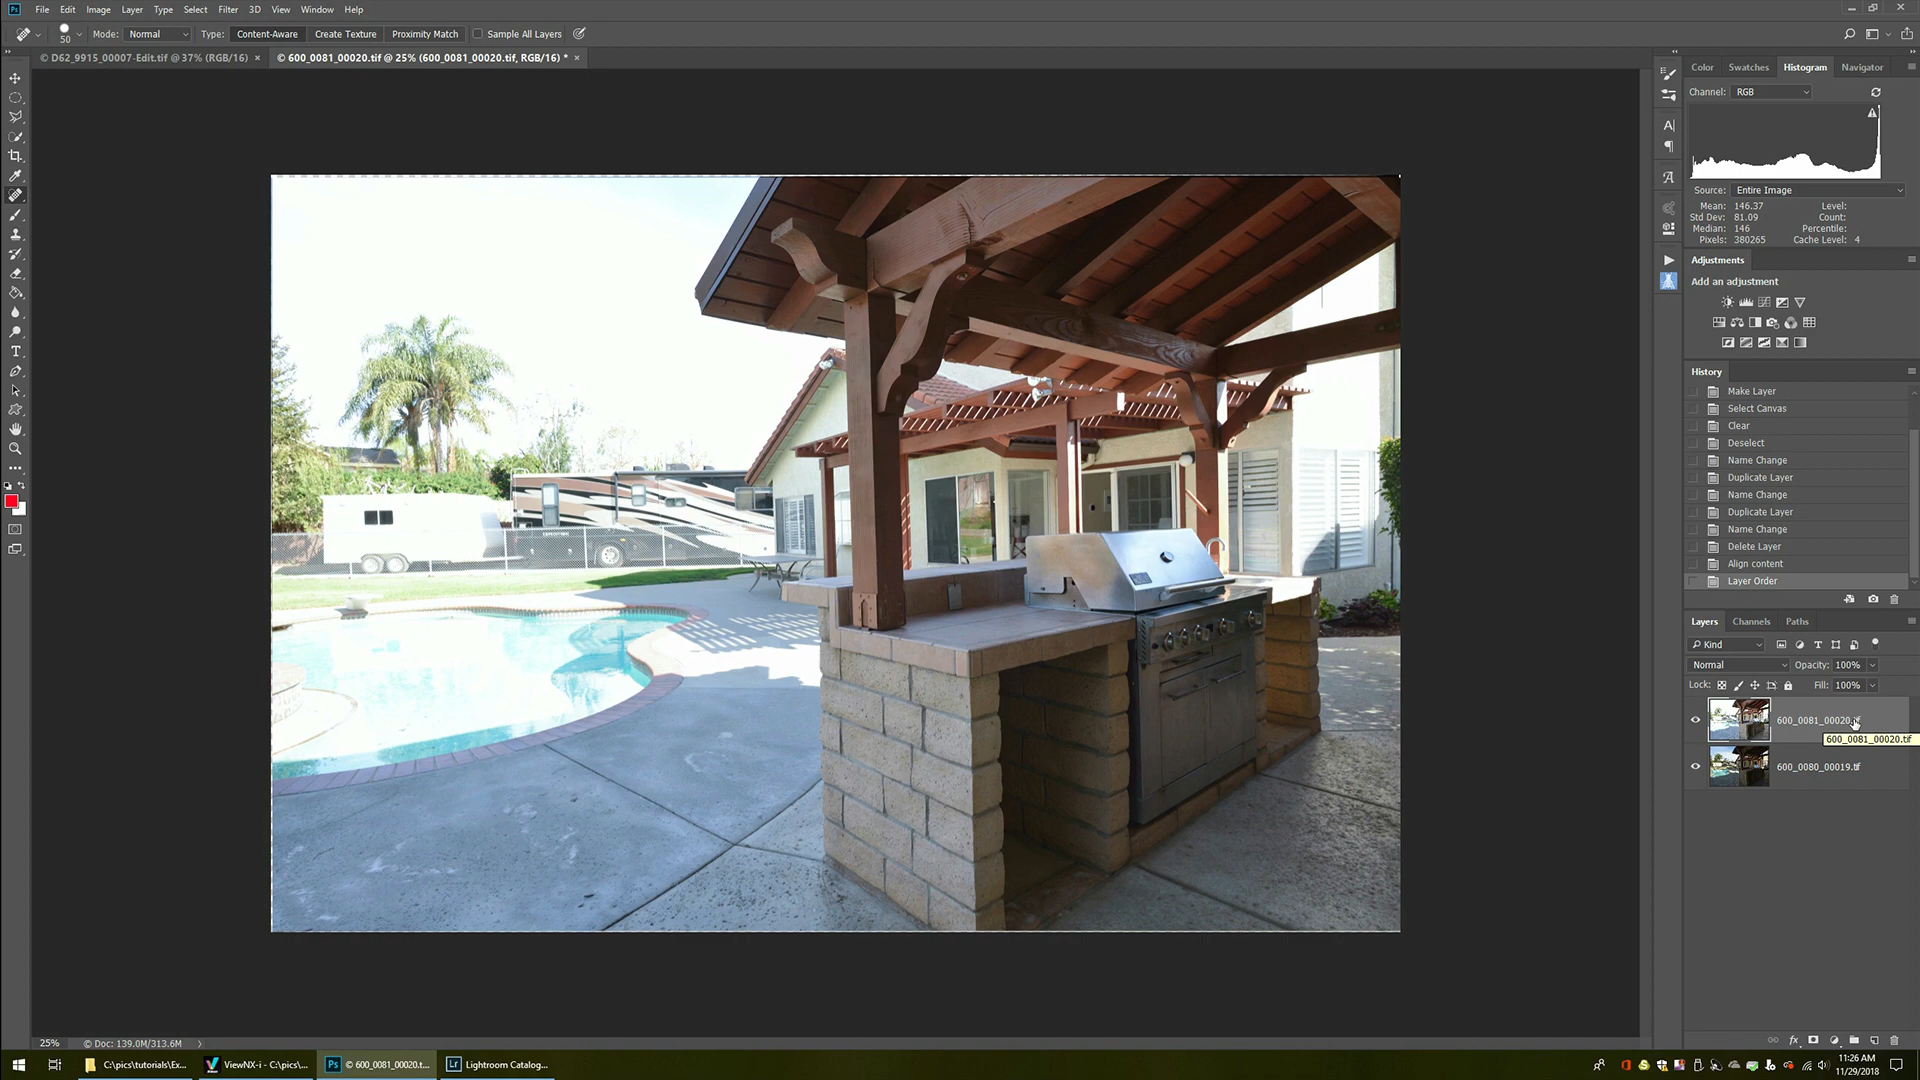 Ps File Edit Image Layer Type Select Filter 3D View Window Help
50 Mode: Normal Type: Content-Aware Create Texture Proximity Match Sample All Layers
© D62_9915_00007-Edit.tif @ 37% (RGB/16) × © 600_0081_00020.tif @ 25% (600_0081_00020.tif, RGB/16) * ×
Color Swatches Histogram Navigator
Channel: RGB
Source: Entire Image
Mean: 146.37 Level:
Std Dev: 81.09 Count:
Median: 146 Percentile:
Pixels: 380265 Cache Level: 4
Adjustments
Add an adjustment
History
Make Layer
Select Canvas
Clear
Deselect
Name Change
Duplicate Layer
Name Change
Duplicate Layer
Name Change
Delete Layer
Align content
Layer Order
Layers Channels Paths
Kind
Normal Opacity: 100%
Lock: Fill: 100%
600_0081_00020.tif
600_0081_00020.tif
600_0080_00019.tif
EXPEDITION
25% © Doc: 139.0M/313.6M
C:\pics\tutorials\Ex... ViewNX-i - C:\pics\... Ps © 600_0081_00020.t... Lr Lightroom Catalog...
11:26 AM
11/29/2018